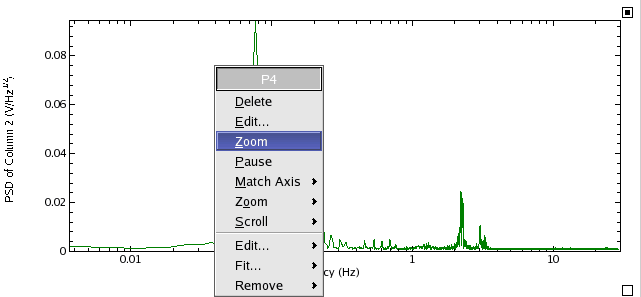 P4
Delete
Edit...
Zoom
Pause
Match Axis
Zoom
Scroll
Edit...
Fit...
Remove
PSD of Column 2 (V/Hz^1/2)
0.08
0.06
0.04
0.02
0
0.01
1
10
cy (Hz)